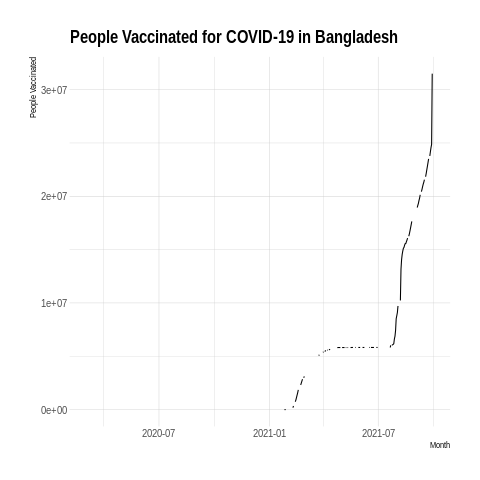 People Vaccinated for COVID-19 in Bangladesh
People Vaccinated
3e+07
2e+07
1e+07
0e+00
2020-07
2021-01
2021-07
Month